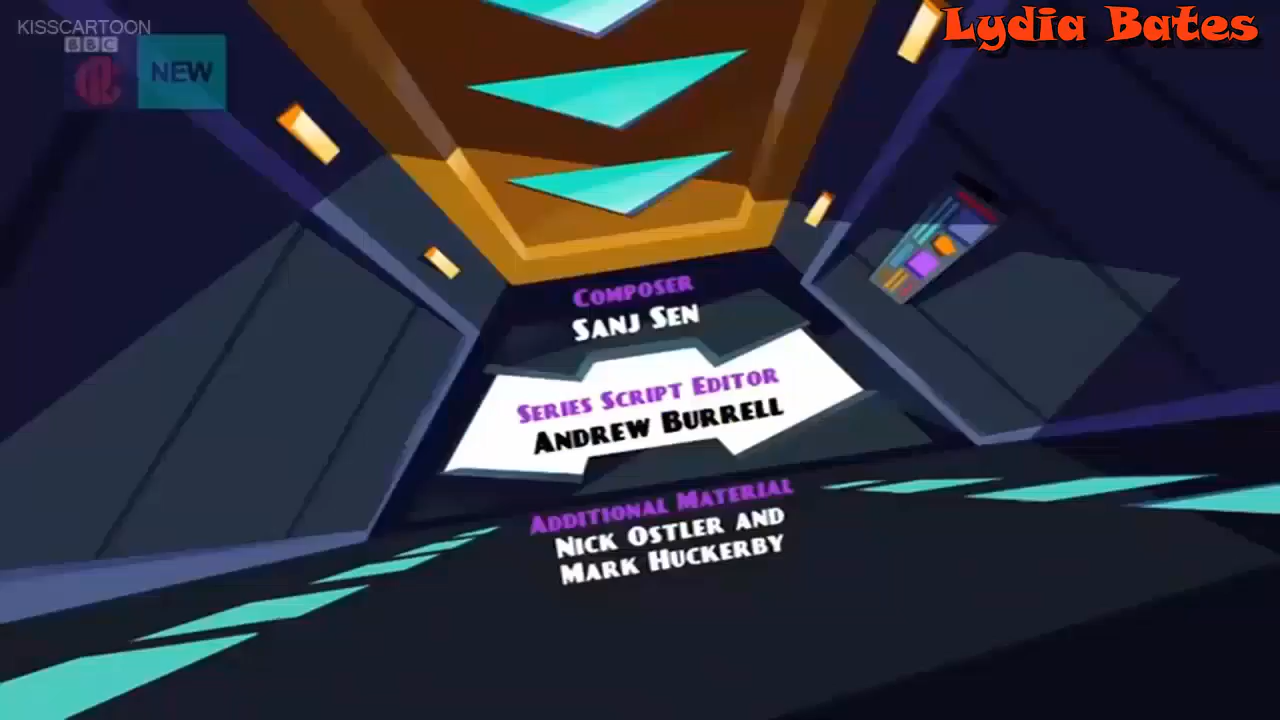 KISSCARTOON
Lydia Bates
BBC
NEW
COMPOSER
SANJ SEN
SERIES SCRIPT EDITOR
ANDREW BURRELL
ADDITIONAL MATERIAL
NICK OSTLER AND
MARK HUCKERBY